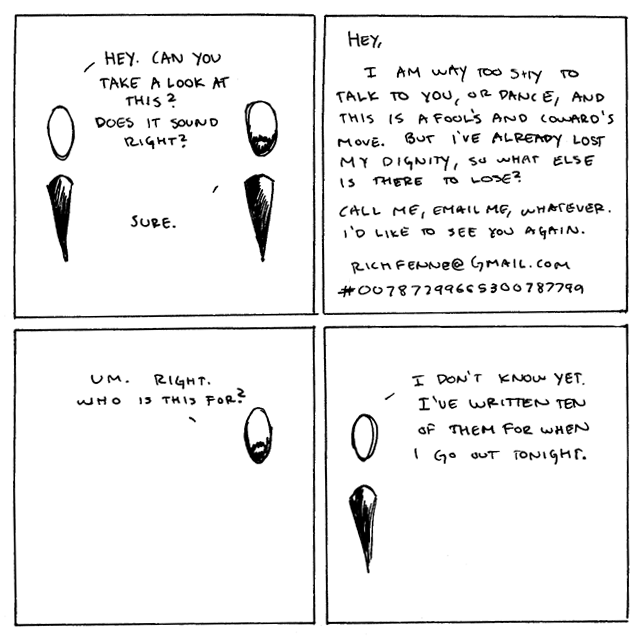 HEY. CAN YOU
TAKE A LOOK AT
THIS?
DOES IT SOUND
RIGHT?
SURE.
HEY,
I AM WAY TOO SHY TO
TALK TO YOU, OR DANCE, AND
THIS IS A FOOL'S AND COWARD'S
MOVE. BUT I'VE ALREADY LOST
MY DIGNITY, SO WHAT ELSE
IS THERE TO LOSE?
CALL ME, EMAIL ME, WHATEVER.
I'D LIKE TO SEE YOU AGAIN.
RICHFENNE@GMAIL.COM
#00787299665300787799
UM. RIGHT.
WHO IS THIS FOR?
I DON'T KNOW YET.
I'VE WRITTEN TEN
OF THEM FOR WHEN
I GO OUT TONIGHT.